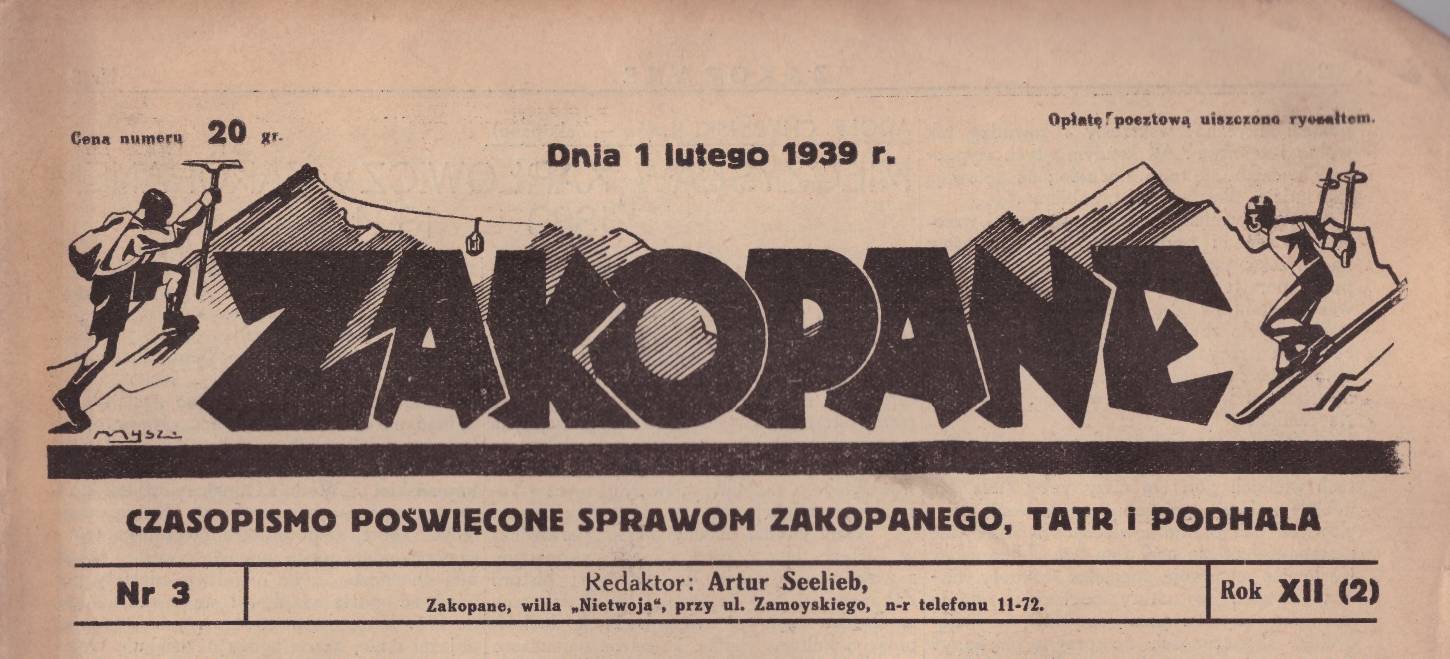 Cena numeru 20 gr.
Opłatę pocztową uiszczono ryczałtem.
Dnia 1 lutego 1939 r.
ZAKOPANE
CZASOPISMO POŚWIĘCONE SPRAWOM ZAKOPANEGO, TATR i PODHALA
Nr 3
Redaktor: Artur Seelieb,
Zakopane, willa „Nietwoja“, przy ul. Zamoyskiego, n-r telefonu 11-72.
Rok XII (2)